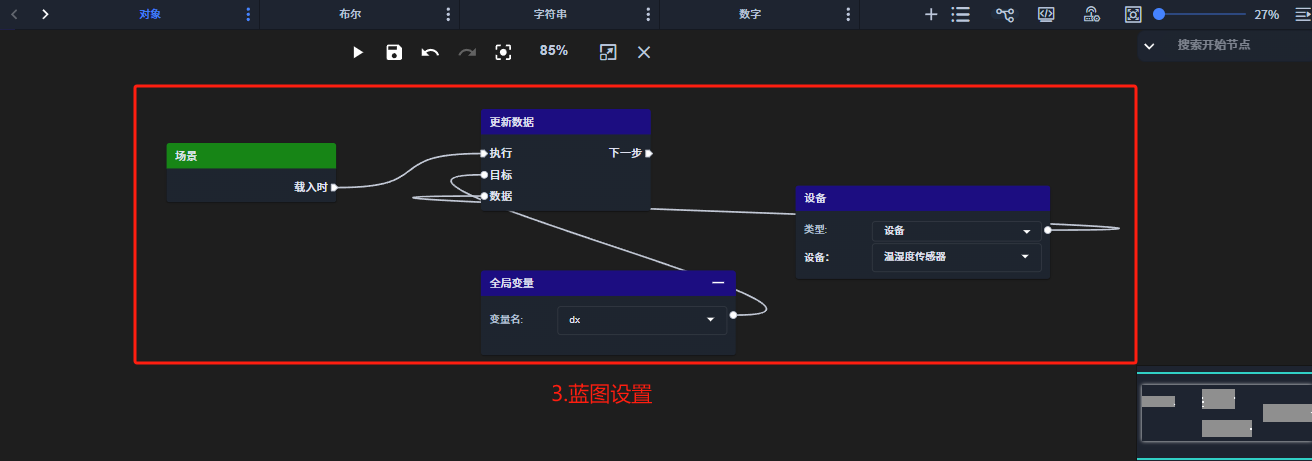 对象
布尔
字符串
数字
27%
85%
搜索开始节点
更新数据
执行
下一步
目标
数据
场景
载入时
设备
类型:
设备
设备:
温湿度传感器
全局变量
变量名:
dx
3.蓝图设置